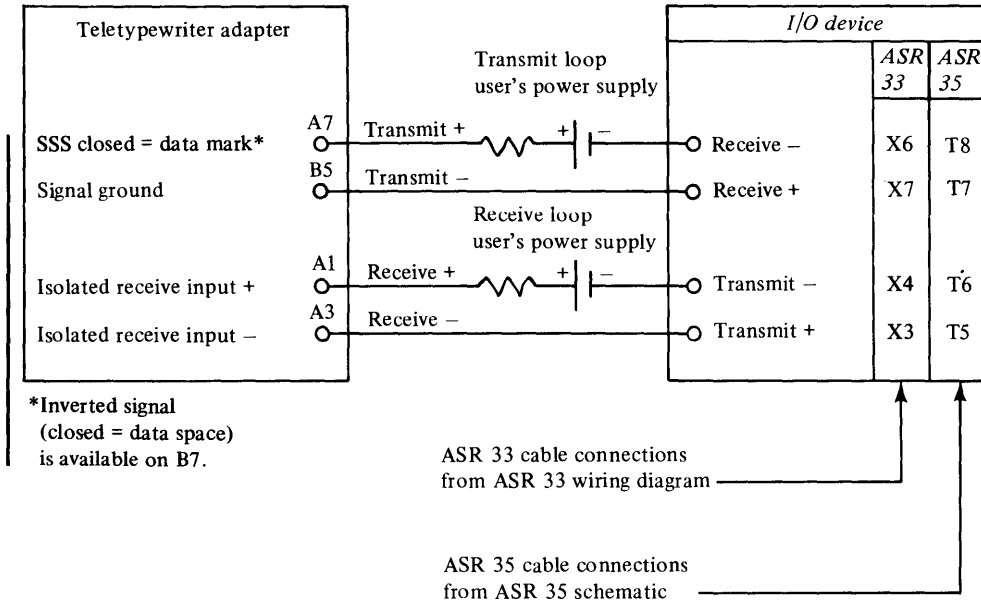 Teletypewriter adapter
I/O device
ASR 33
ASR 35
Transmit loop
user's power supply
SSS closed = data mark*
A7
Transmit +
+
−
Receive −
X6
T8
Signal ground
B5
Transmit −
Receive +
X7
T7
Receive loop
user's power supply
Isolated receive input +
A1
Receive +
+
−
Transmit −
X4
T6
Isolated receive input −
A3
Receive −
Transmit +
X3
T5
*Inverted signal
(closed = data space)
is available on B7.
ASR 33 cable connections
from ASR 33 wiring diagram
ASR 35 cable connections
from ASR 35 schematic